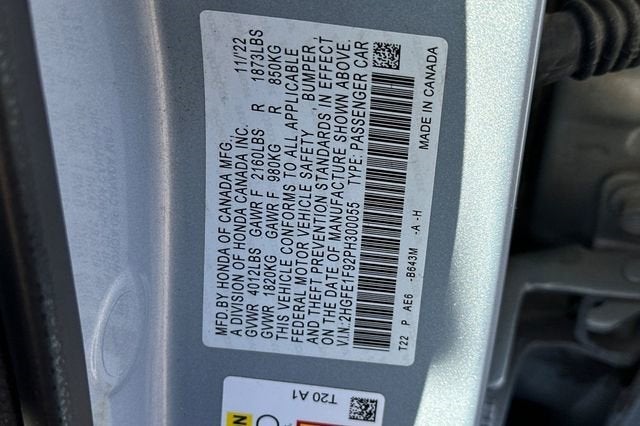 MFD.BY HONDA OF CANADA MFG. 11/'22
A DIVISION OF HONDA CANADA INC.
GVWR 4012LBS GAWR F 2160LBS R 1873LBS
GVWR 1820KG GAWR F 980KG R 850KG
THIS VEHICLE CONFORMS TO ALL APPLICABLE
FEDERAL MOTOR VEHICLE SAFETY BUMPER,
AND THEFT PREVENTION STANDARDS IN EFFECT
ON THE DATE OF MANUFACTURE SHOWN ABOVE.
V.I.N.: 2HGFE1F92PH300055 TYPE: PASSENGER CAR
T22 P AE6 -B643M -A -H MADE IN CANADA
T20 A1